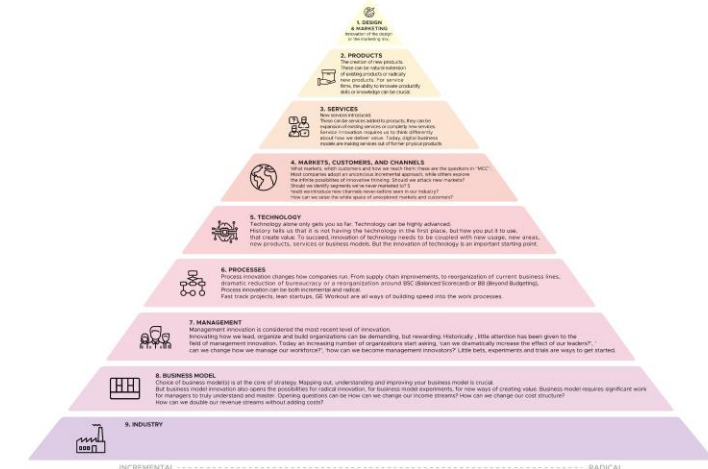 1. DESIGN
& MARKETING
Innovation of the design
or the marketing mix.
2. PRODUCTS
The creation of new products.
These can be natural extension
of existing products or radically
new products. For service
firms, the ability to innovate productify
skills or knowledge can be crucial.
3. SERVICES
New services introduced.
These can be services added to products, they can be
expansion of existing services or completly new services.
Service innovation requires us to think differently
about how we deliver value. Today, digital business
models are making services out of former physical products
4. MARKETS, CUSTOMERS, AND CHANNELS
What markets, which customers and how we reach them: these are the questions in "MCC".
Most companies adopt an unconcious incremental approach, while others explore
the infinite possibilities of innovative thinking. Should we attack new markets?
Should we identify segments we've never marketed to?
could we introduce new channels never before seen in our industry?
How can we seize the white space of unexplored markets and customers?
5. TECHNOLOGY
Technology alone only gets you so far. Technology can be highly advanced.
History tells us that it is not having the technology in the first place, but how you put it to use,
that create value. To succeed, innovation of technology needs to be coupled with new usage, new areas,
new products, services or business models. But the innovation of technology is an important starting point.
6. PROCESSES
Process innovation changes how companies run. From supply chain improvements, to reorganization of current business lines,
dramatic reduction of bureaucracy or a reorganization around BSC (Balanced Scorecard) or BB (Beyond Budgeting),
Process innovation can be both incremental and radical.
Fast track projects, lean startups, GE Workout are all ways of building speed into the work processes.
7. MANAGEMENT
Management innovation is considered the most recent level of innovation.
Innovating how we lead, organize and build organizations can be demanding, but rewarding. Historically, little attention has been given to the
field of management innovation. Today an increasing number of organizations start asking, 'can we dramatically increase the effect of our leaders?', '
can we change how we manage our workforce?', 'how can we become management innovators?' Little bets, experiments and trials are ways to get started.
8. BUSINESS MODEL
Choice of business model(s) is at the core of strategy. Mapping out, understanding and improving your business model is crucial.
But business model innovation also opens the possibilities for radical innovation, for business model experiments, for new ways of creating value. Business model requires significant work
for managers to truly understand and master. Opening questions can be How can we change our income streams? How can we change our cost structure?
How can we double our revenue streams without adding costs?
9. INDUSTRY
INCREMENTAL RADICAL